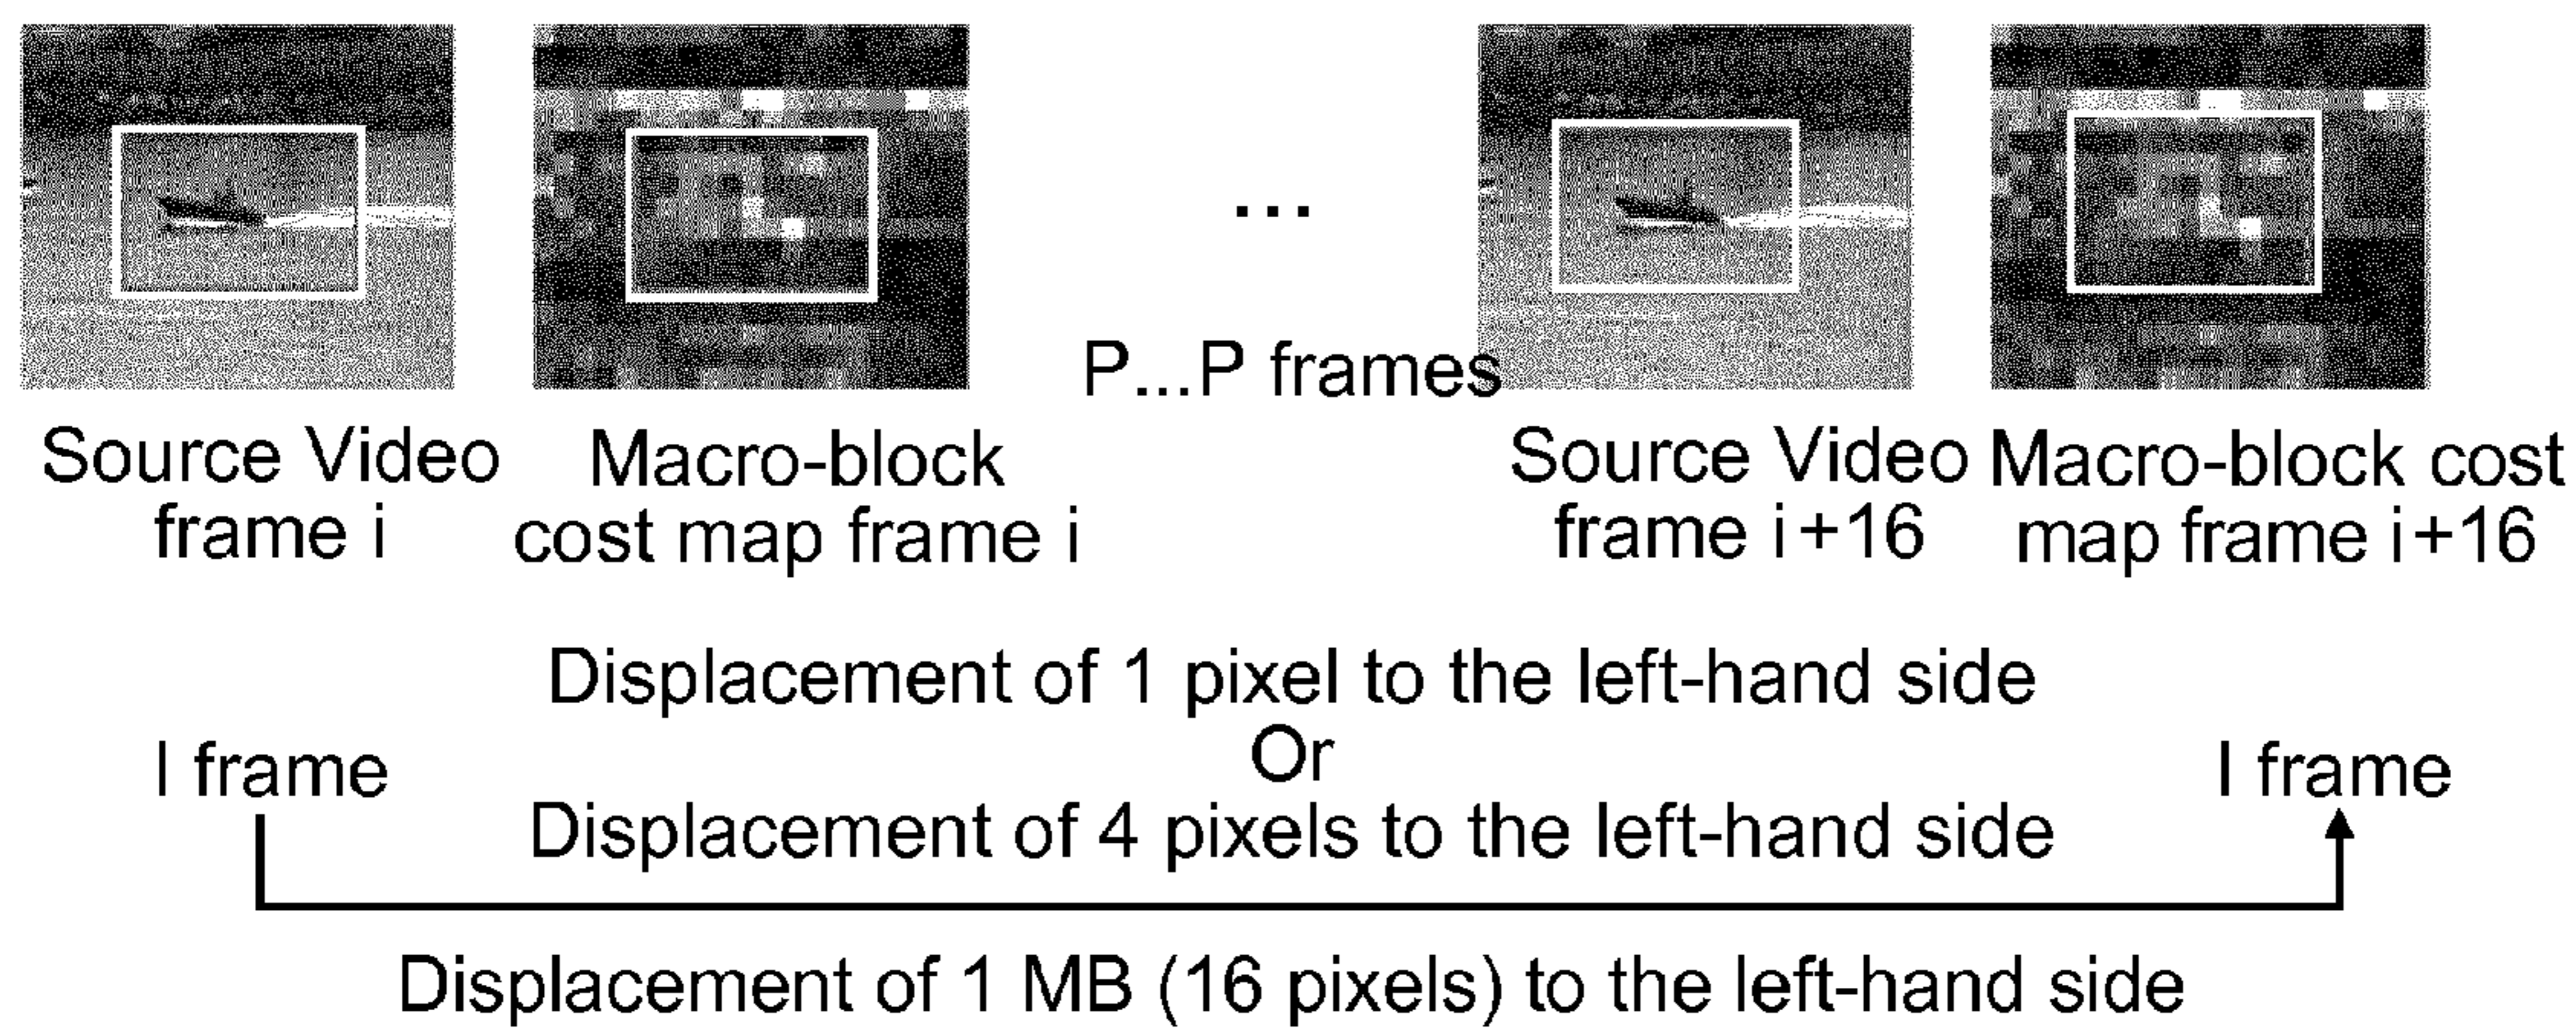 ...
P...P frames
Source Video
frame i
Macro-block
cost map frame i
Source Video
frame i+16
Macro-block cost
map frame i+16
Displacement of 1 pixel to the left-hand side
Or
I frame
I frame
Displacement of 4 pixels to the left-hand side
Displacement of 1 MB (16 pixels) to the left-hand side